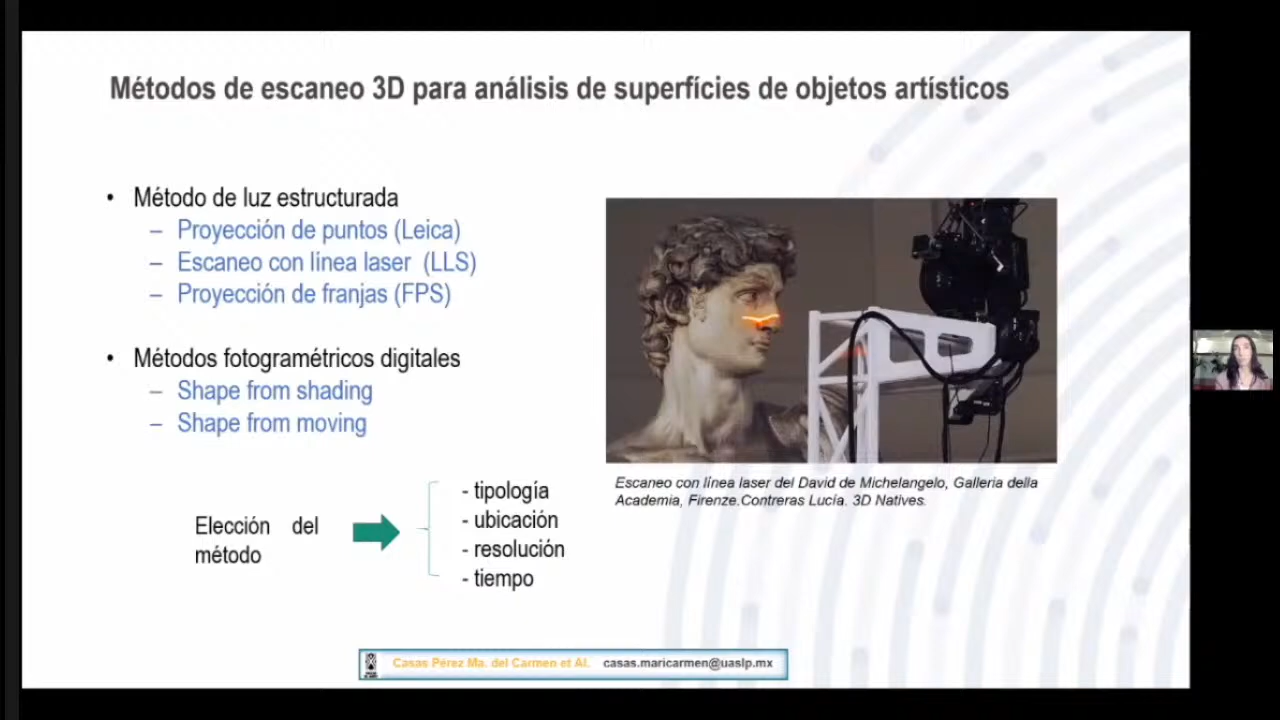 Métodos de escaneo 3D para análisis de superfícies de objetos artísticos
• Método de luz estructurada
– Proyección de puntos (Leica)
– Escaneo con línea laser (LLS)
– Proyección de franjas (FPS)
• Métodos fotogramétricos digitales
– Shape from shading
– Shape from moving
Elección del
método
- tipología
- ubicación
- resolución
- tiempo
Escaneo con línea laser del David de Michelangelo, Galleria della
Academia, Firenze.Contreras Lucía. 3D Natives.
Casas Pérez Ma. del Carmen et Al. casas.maricarmen@uaslp.mx